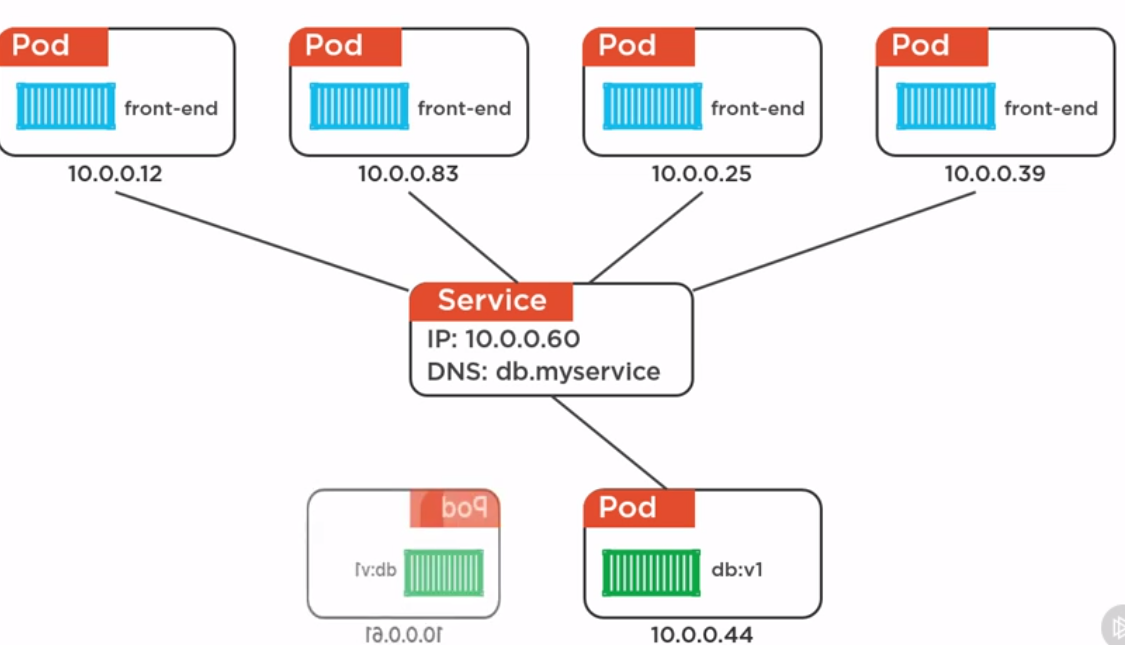 Pod
front-end
10.0.0.12
Pod
front-end
10.0.0.83
Pod
front-end
10.0.0.25
Pod
front-end
10.0.0.39
Service
IP: 10.0.0.60
DNS: db.myservice
Pod
db:v1
10.0.0.61
Pod
db:v1
10.0.0.44